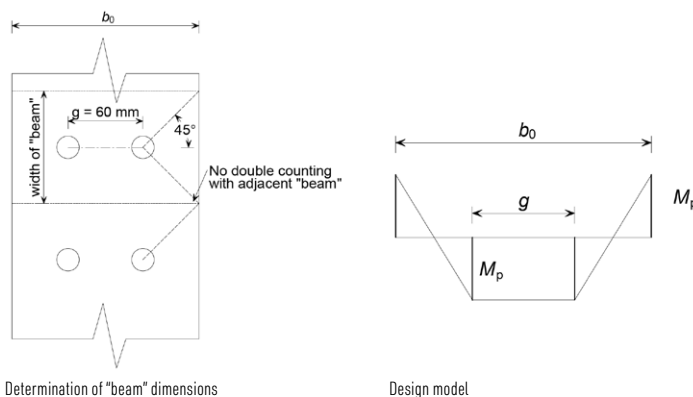 b₀
g = 60 mm
45°
width of "beam"
No double counting
with adjacent "beam"
Determination of "beam" dimensions
b₀
g
Mₚ
Mₚ
Design model